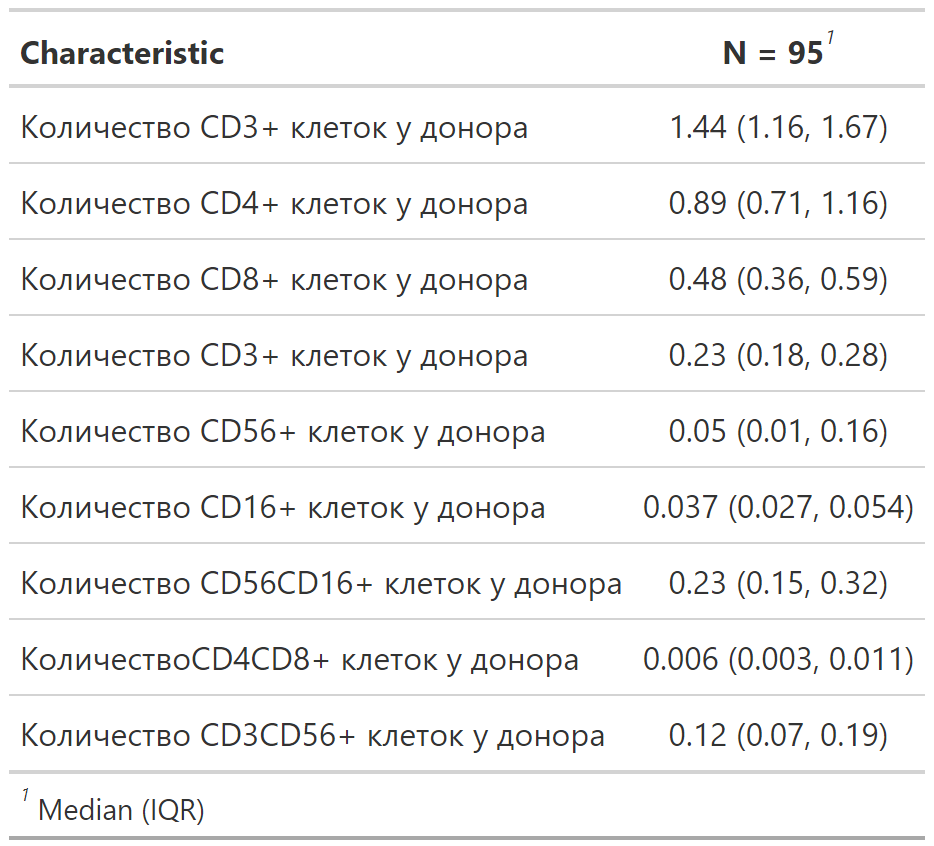 Characteristic N = 95¹
Количество CD3+ клеток у донора 1.44 (1.16, 1.67)
Количество CD4+ клеток у донора 0.89 (0.71, 1.16)
Количество CD8+ клеток у донора 0.48 (0.36, 0.59)
Количество CD3+ клеток у донора 0.23 (0.18, 0.28)
Количество CD56+ клеток у донора 0.05 (0.01, 0.16)
Количество CD16+ клеток у донора 0.037 (0.027, 0.054)
Количество CD56CD16+ клеток у донора 0.23 (0.15, 0.32)
КоличествоCD4CD8+ клеток у донора 0.006 (0.003, 0.011)
Количество CD3CD56+ клеток у донора 0.12 (0.07, 0.19)
¹ Median (IQR)